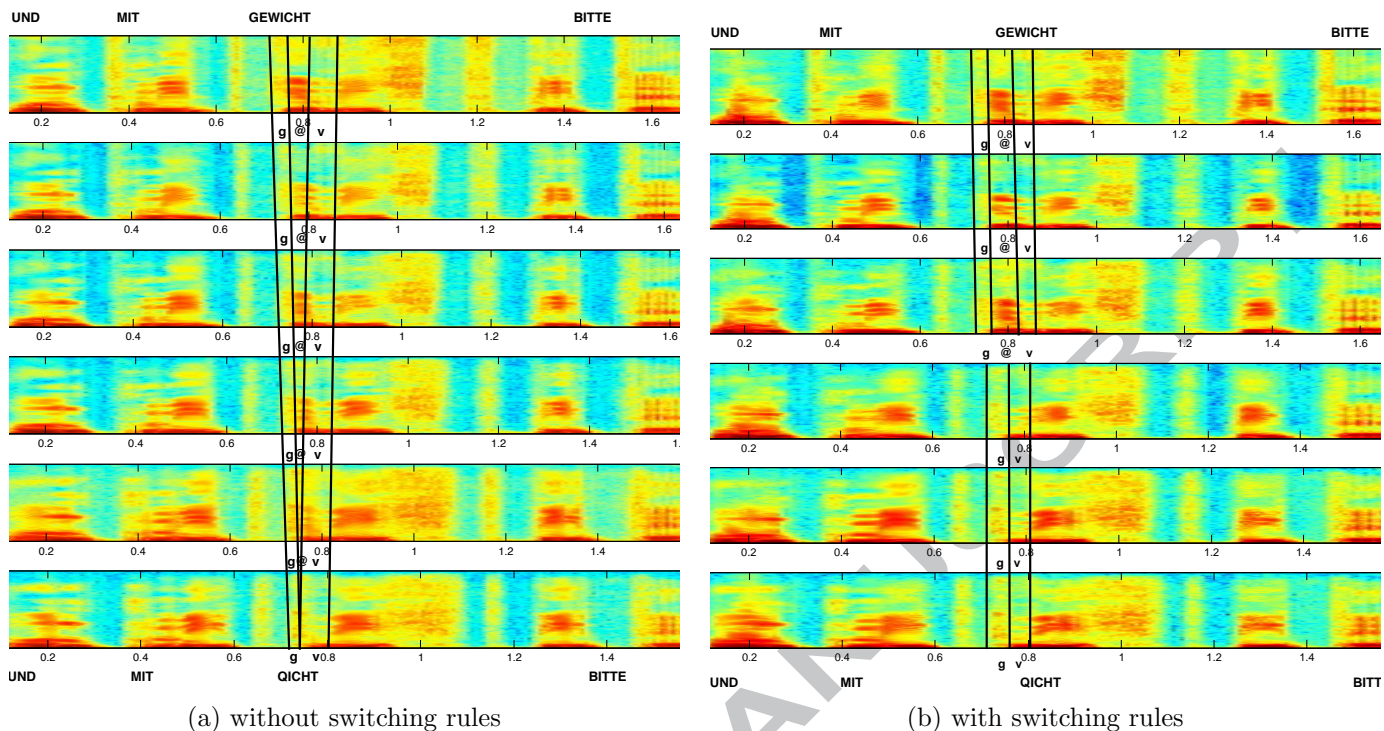 UND MIT GEWICHT BITTE
0.2 0.4 0.6 0.8 1 1.2 1.4 1.6
g @ v
0.2 0.4 0.6 0.8 1 1.2 1.4 1.6
g @ v
0.2 0.4 0.6 0.8 1 1.2 1.4
g @ v
0.2 0.4 0.6 0.8 1 1.2 1.4 1.
g @ v
0.2 0.4 0.6 0.8 1 1.2 1.4
g @ v
0.2 0.4 0.6 0.8 1 1.2 1.4
g v
UND MIT QICHT BITTE
(a) without switching rules
UND MIT GEWICHT BITTE
0.2 0.4 0.6 0.8 1 1.2 1.4 1.6
g @ v
0.2 0.4 0.6 0.8 1 1.2 1.4 1.6
g @ v
0.2 0.4 0.6 0.8 1 1.2 1.4 1.6
g @ v
0.2 0.4 0.6 0.8 1 1.2 1.4
g v
0.2 0.4 0.6 0.8 1 1.2 1.4
g v
0.2 0.4 0.6 0.8 1 1.2 1.4
g v
UND MIT QICHT BITT
(b) with switching rules